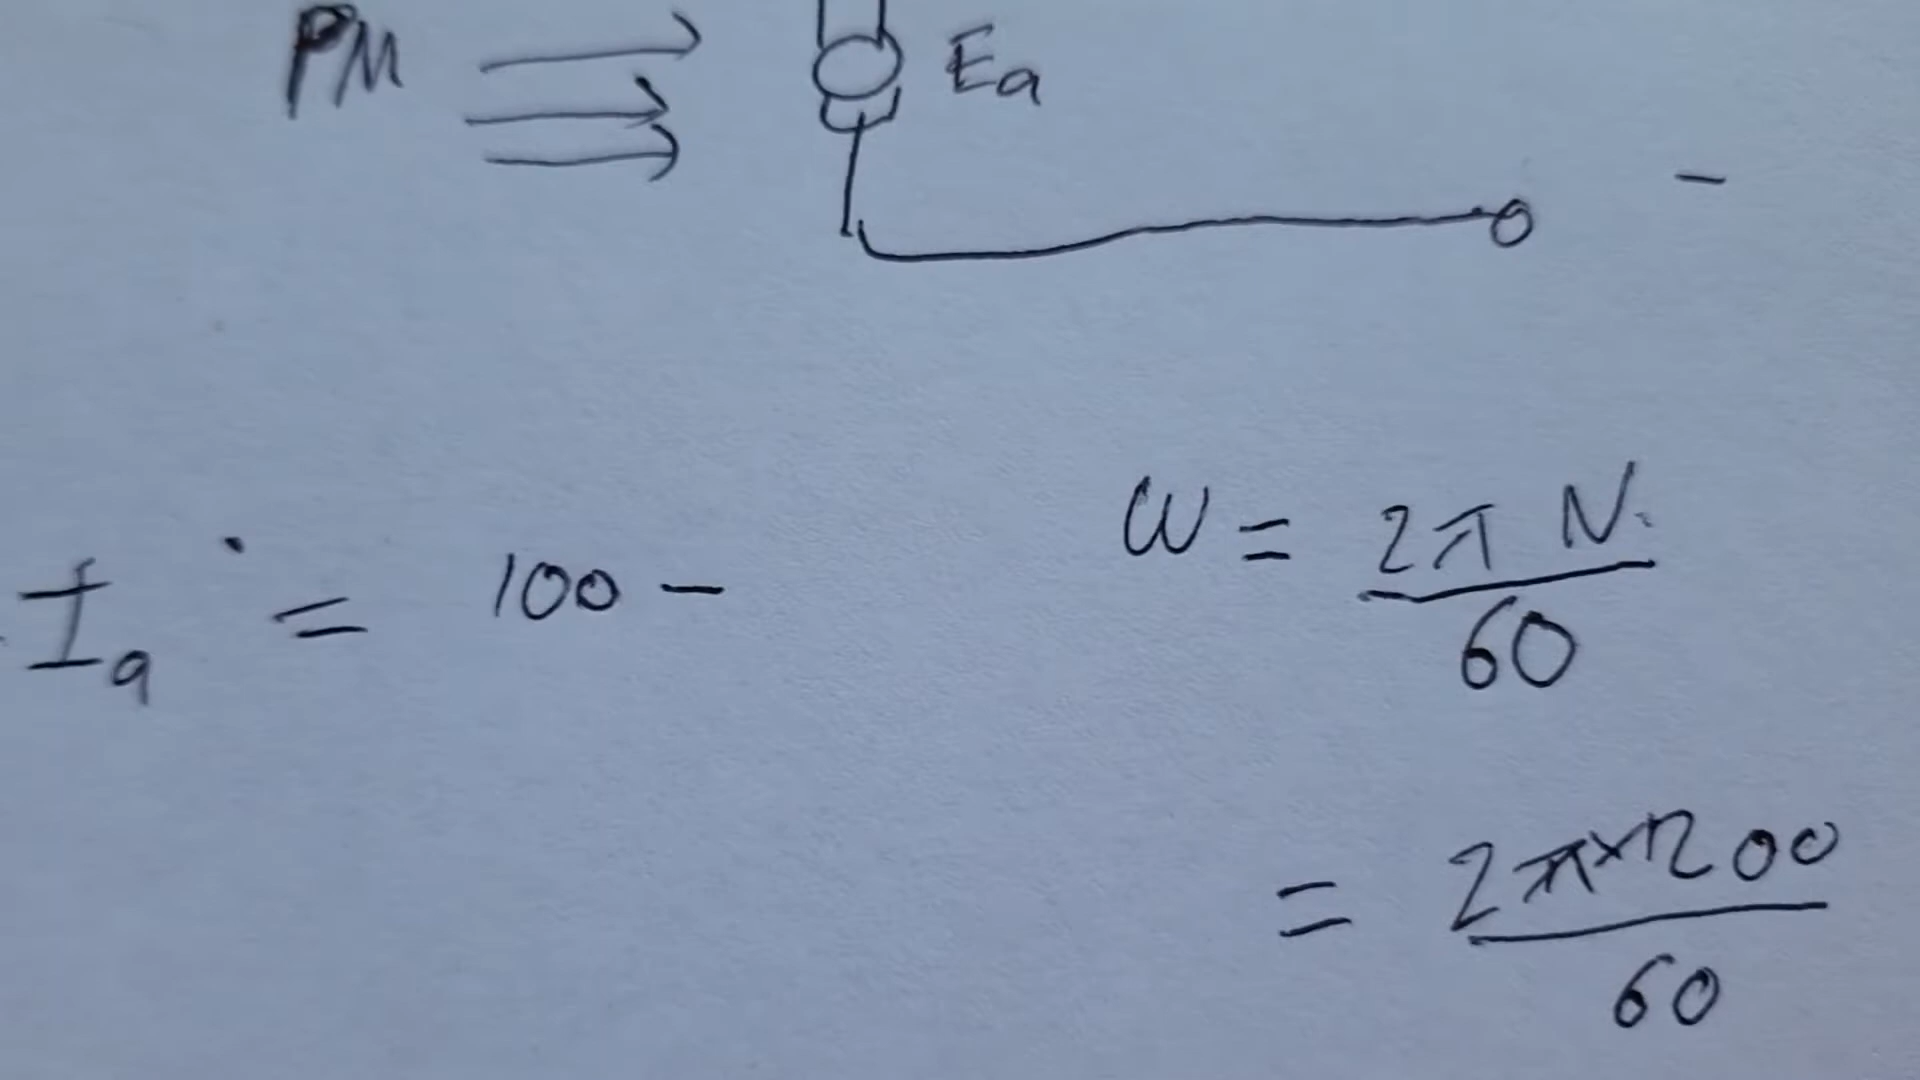 PM
Ea
-
Ia = 100 -
ω = 2π N
60
= 2π×1200
60